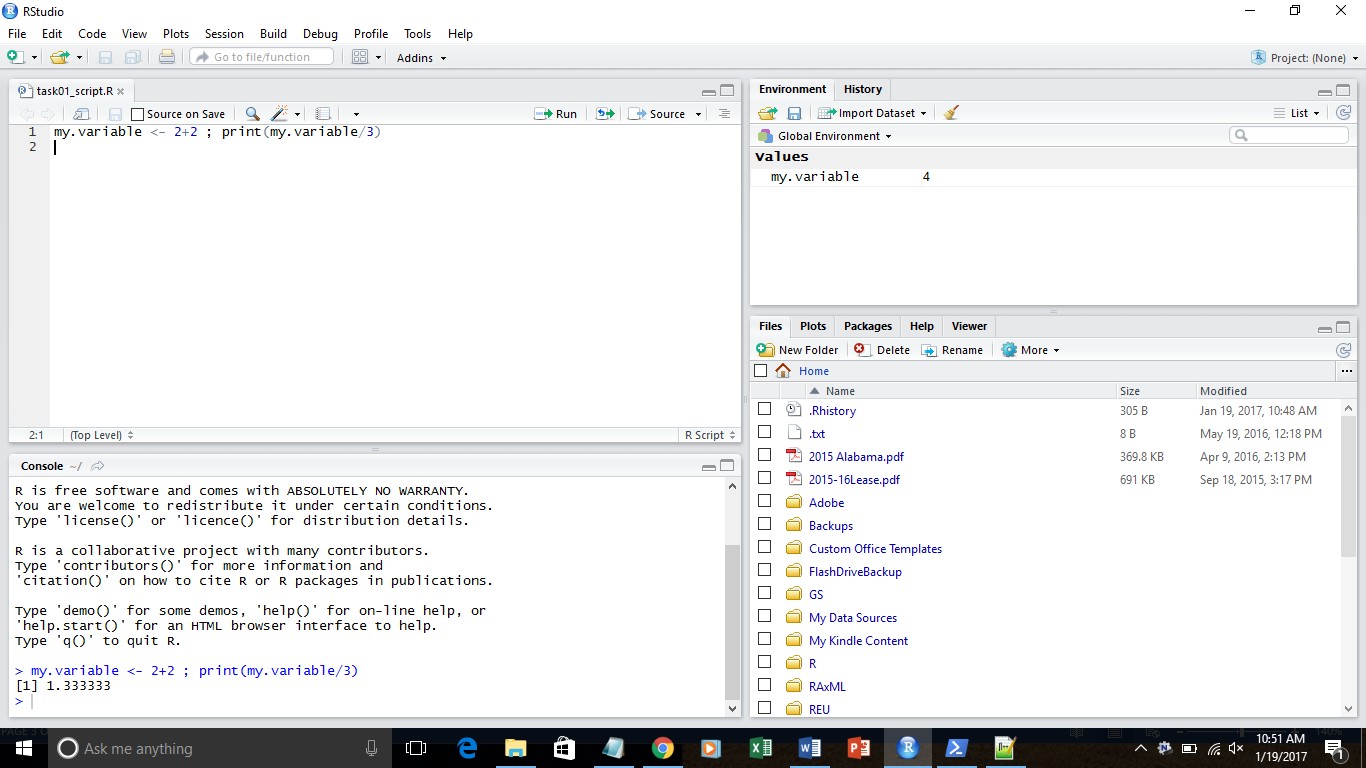 RStudio
File Edit Code View Plots Session Build Debug Profile Tools Help
Go to file/function Addins Project: (None)
task01_script.R
Source on Save Run Source
1 my.variable <- 2+2 ; print(my.variable/3)
2
2:1 (Top Level) R Script
Console ~/
R is free software and comes with ABSOLUTELY NO WARRANTY.
You are welcome to redistribute it under certain conditions.
Type 'license()' or 'licence()' for distribution details.
R is a collaborative project with many contributors.
Type 'contributors()' for more information and
'citation()' on how to cite R or R packages in publications.
Type 'demo()' for some demos, 'help()' for on-line help, or
'help.start()' for an HTML browser interface to help.
Type 'q()' to quit R.
> my.variable <- 2+2 ; print(my.variable/3)
[1] 1.333333
>
Environment History
Import Dataset List
Global Environment
Values
my.variable 4
Files Plots Packages Help Viewer
New Folder Delete Rename More
Home
Name Size Modified
.Rhistory 305 B Jan 19, 2017, 10:48 AM
.txt 8 B May 19, 2016, 12:18 PM
2015 Alabama.pdf 369.8 KB Apr 9, 2016, 2:13 PM
2015-16Lease.pdf 691 KB Sep 18, 2015, 3:17 PM
Adobe
Backups
Custom Office Templates
FlashDriveBackup
GS
My Data Sources
My Kindle Content
R
RAxML
REU
PAGE 3 140%
Ask me anything
10:51 AM
1/19/2017
1